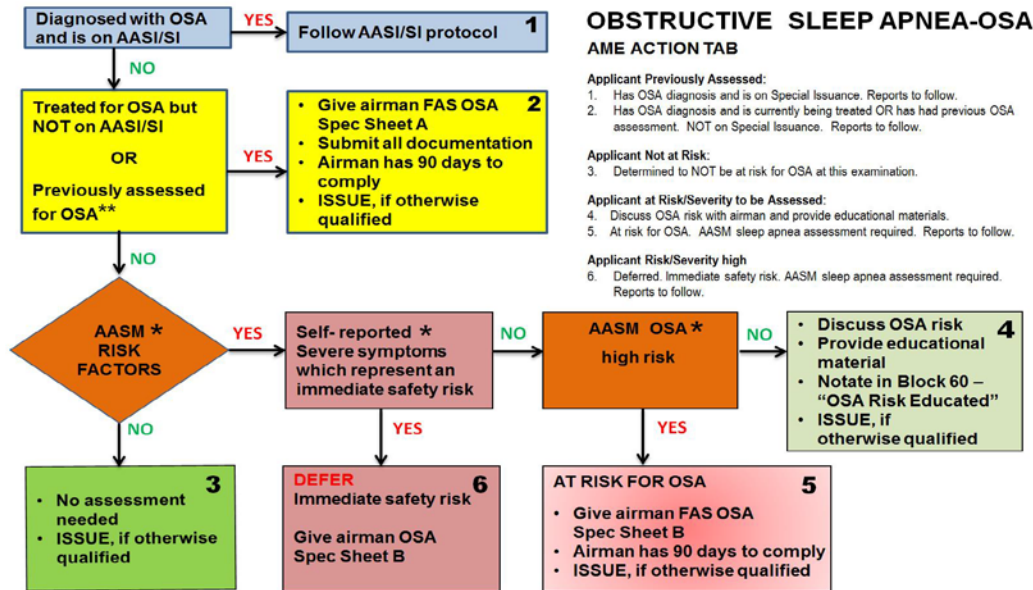 Diagnosed with OSA
and is on AASI/SI
YES
Follow AASI/SI protocol
1
NO
Treated for OSA but
NOT on AASI/SI
OR
Previously assessed
for OSA**
YES
• Give airman FAS OSA
Spec Sheet A
• Submit all documentation
• Airman has 90 days to
comply
• ISSUE, if otherwise
qualified
2
NO
OBSTRUCTIVE SLEEP APNEA-OSA
AME ACTION TAB
Applicant Previously Assessed:
1. Has OSA diagnosis and is on Special Issuance. Reports to follow.
2. Has OSA diagnosis and is currently being treated OR has had previous OSA
assessment. NOT on Special Issuance. Reports to follow.
Applicant Not at Risk:
3. Determined to NOT be at risk for OSA at this examination.
Applicant at Risk/Severity to be Assessed:
4. Discuss OSA risk with airman and provide educational materials.
5. At risk for OSA. AASM sleep apnea assessment required. Reports to follow.
Applicant Risk/Severity high
6. Deferred. Immediate safety risk. AASM sleep apnea assessment required.
Reports to follow.
AASM *
RISK
FACTORS
YES
Self- reported *
Severe symptoms
which represent an
immediate safety risk
NO
AASM OSA *
high risk
NO
• Discuss OSA risk
• Provide educational
material
• Notate in Block 60 –
“OSA Risk Educated”
• ISSUE, if
otherwise qualified
4
NO
YES
YES
3
• No assessment
needed
• ISSUE, if otherwise
qualified
DEFER
Immediate safety risk
6
Give airman OSA
Spec Sheet B
AT RISK FOR OSA
5
• Give airman FAS OSA
Spec Sheet B
• Airman has 90 days to comply
• ISSUE, if otherwise qualified